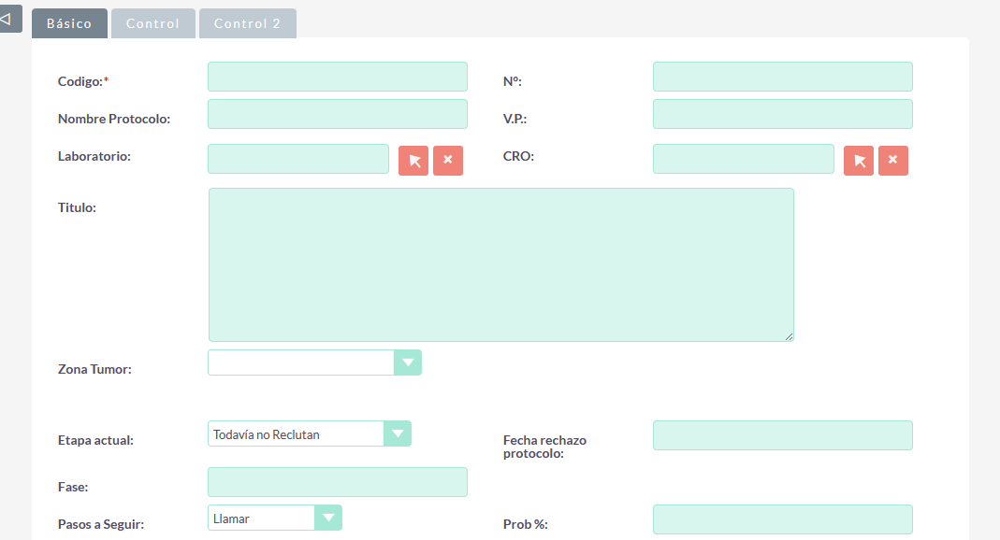 Básico Control Control 2
Codigo:* Nº:
Nombre Protocolo: V.P.:
Laboratorio: CRO:
Titulo:
Zona Tumor:
Etapa actual: Todavía no Reclutan Fecha rechazo
protocolo:
Fase:
Pasos a Seguir: Llamar Prob %: